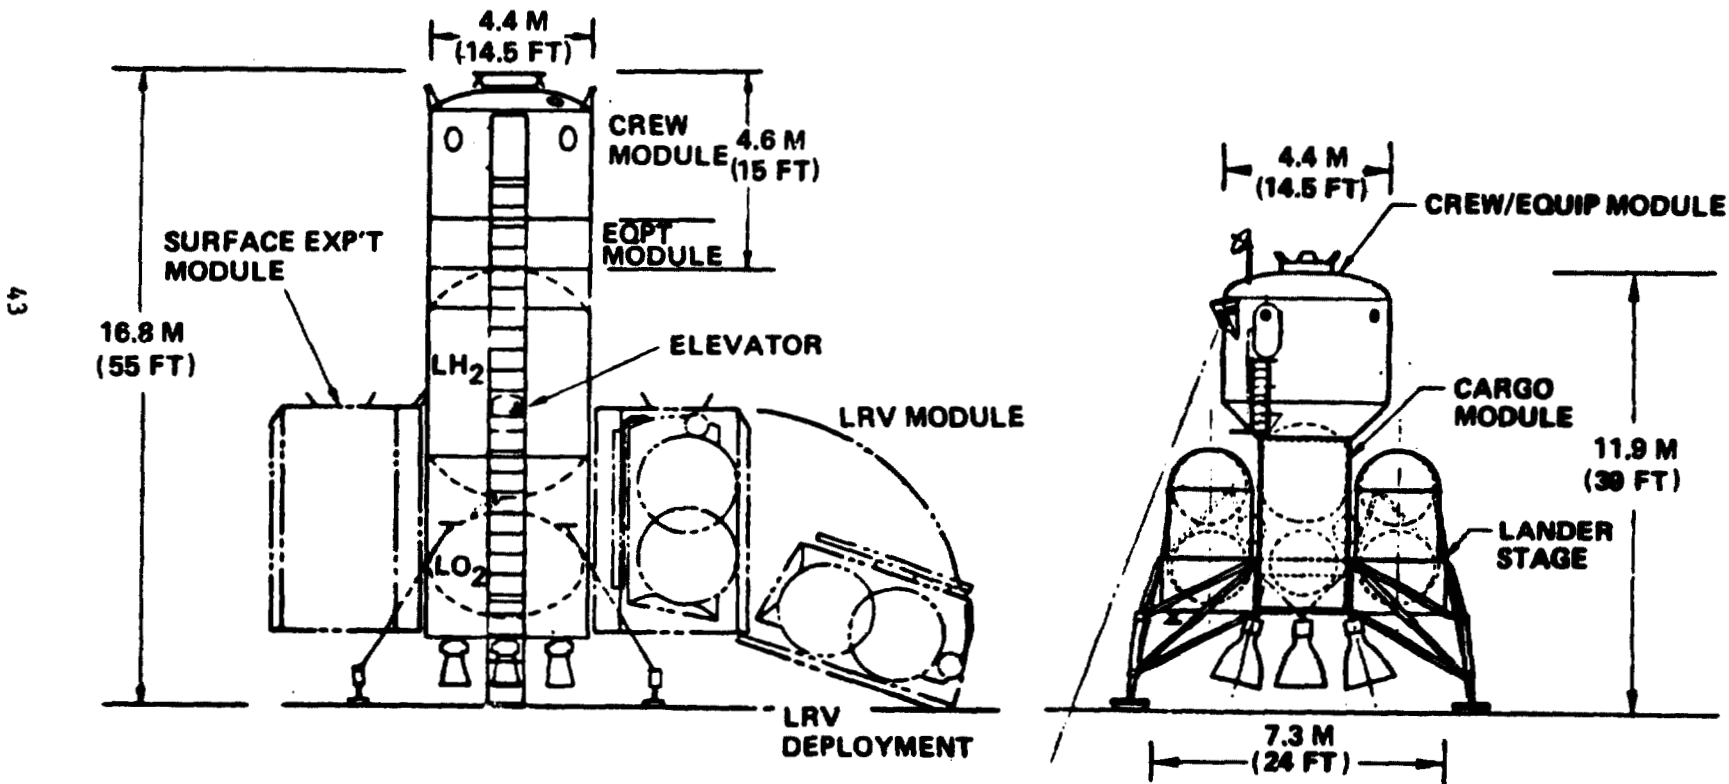 4.4 M
(14.5 FT)
CREW
MODULE
4.6 M
(15 FT)
EQPT
MODULE
SURFACE EXP'T
MODULE
43
16.8 M
(55 FT)
LH2
ELEVATOR
LRV MODULE
LO2
LRV
DEPLOYMENT
4.4 M
(14.5 FT)
CREW/EQUIP MODULE
CARGO
MODULE
11.9 M
(39 FT)
LANDER
STAGE
7.3 M
(24 FT)